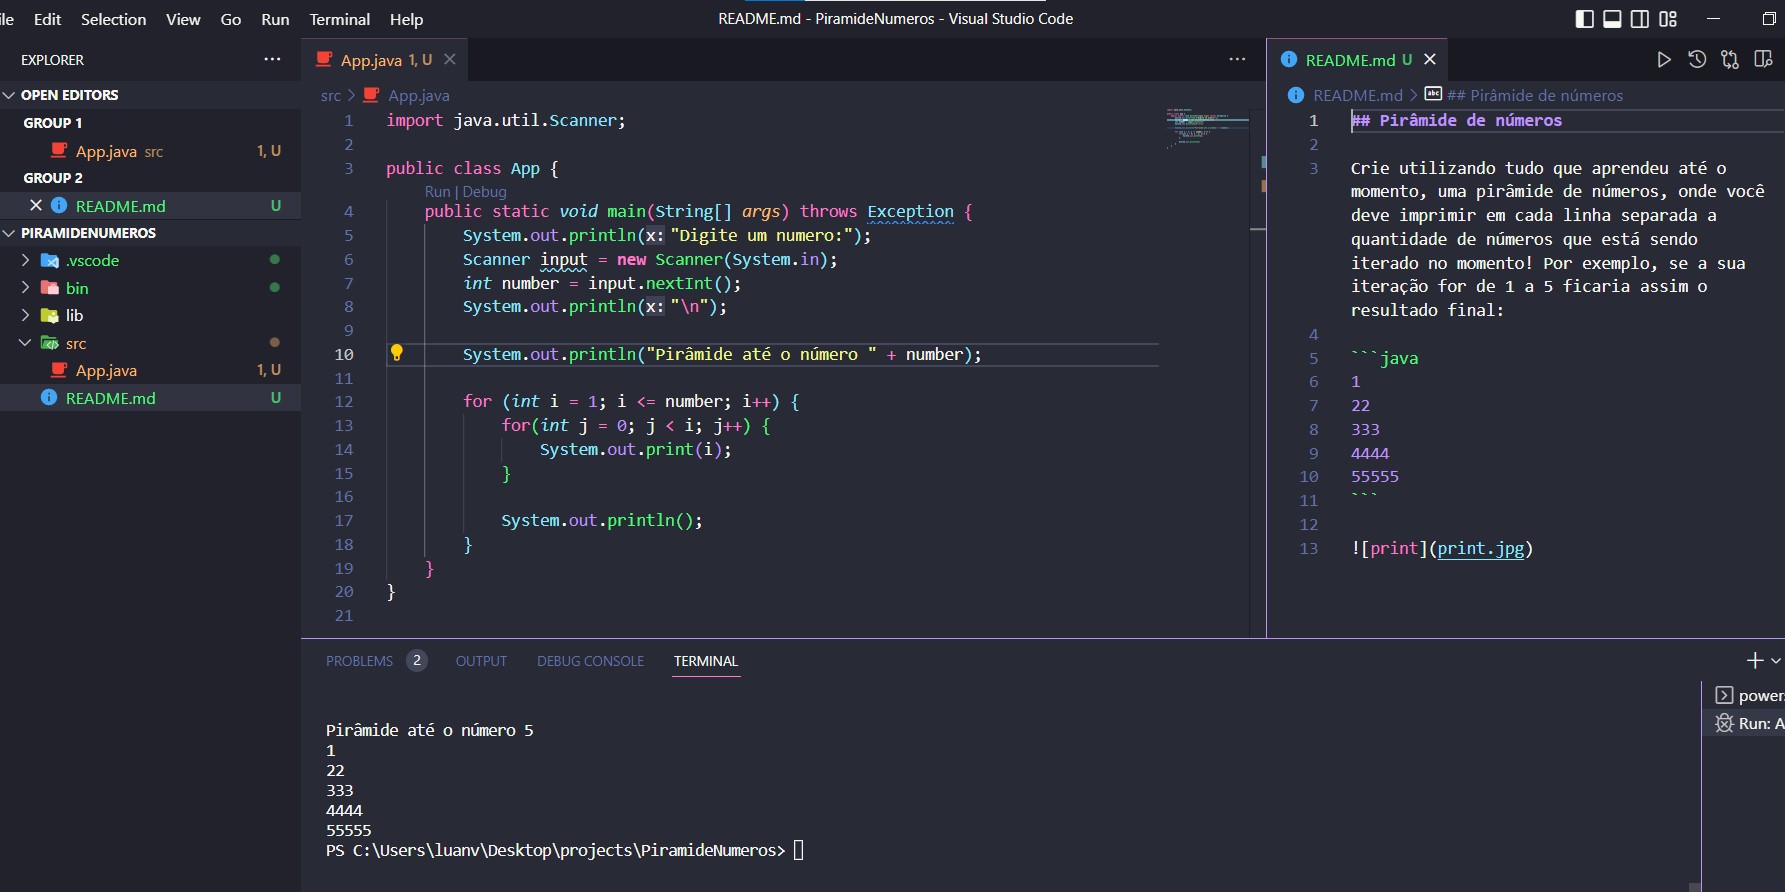 Edit Selection View Go Run Terminal Help
README.md - PiramideNumeros - Visual Studio Code
EXPLORER
OPEN EDITORS
GROUP 1
App.java src 1, U
GROUP 2
README.md U
PIRAMIDENUMEROS
.vscode
bin
lib
src
App.java 1, U
README.md U
App.java 1, U
src > App.java
1 import java.util.Scanner;
2
3 public class App {
Run | Debug
4 public static void main(String[] args) throws Exception {
5 System.out.println(x: "Digite um numero:");
6 Scanner input = new Scanner(System.in);
7 int number = input.nextInt();
8 System.out.println(x: "\n");
9
10 System.out.println("Pirâmide até o número " + number);
11
12 for (int i = 1; i <= number; i++) {
13 for(int j = 0; j < i; j++) {
14 System.out.print(i);
15 }
16
17 System.out.println();
18 }
19 }
20 }
21
README.md U
README.md > abc ## Pirâmide de números
1 ## Pirâmide de números
2
3 Crie utilizando tudo que aprendeu até o
momento, uma pirâmide de números, onde você
deve imprimir em cada linha separada a
quantidade de números que está sendo
iterado no momento! Por exemplo, se a sua
iteração for de 1 a 5 ficaria assim o
resultado final:
4
5 ```java
6 1
7 22
8 333
9 4444
10 55555
11 ```
12
13 ![print](print.jpg)
PROBLEMS 2 OUTPUT DEBUG CONSOLE TERMINAL
Pirâmide até o número 5
1
22
333
4444
55555
PS C:\Users\luanv\Desktop\projects\PiramideNumeros>
Run: A